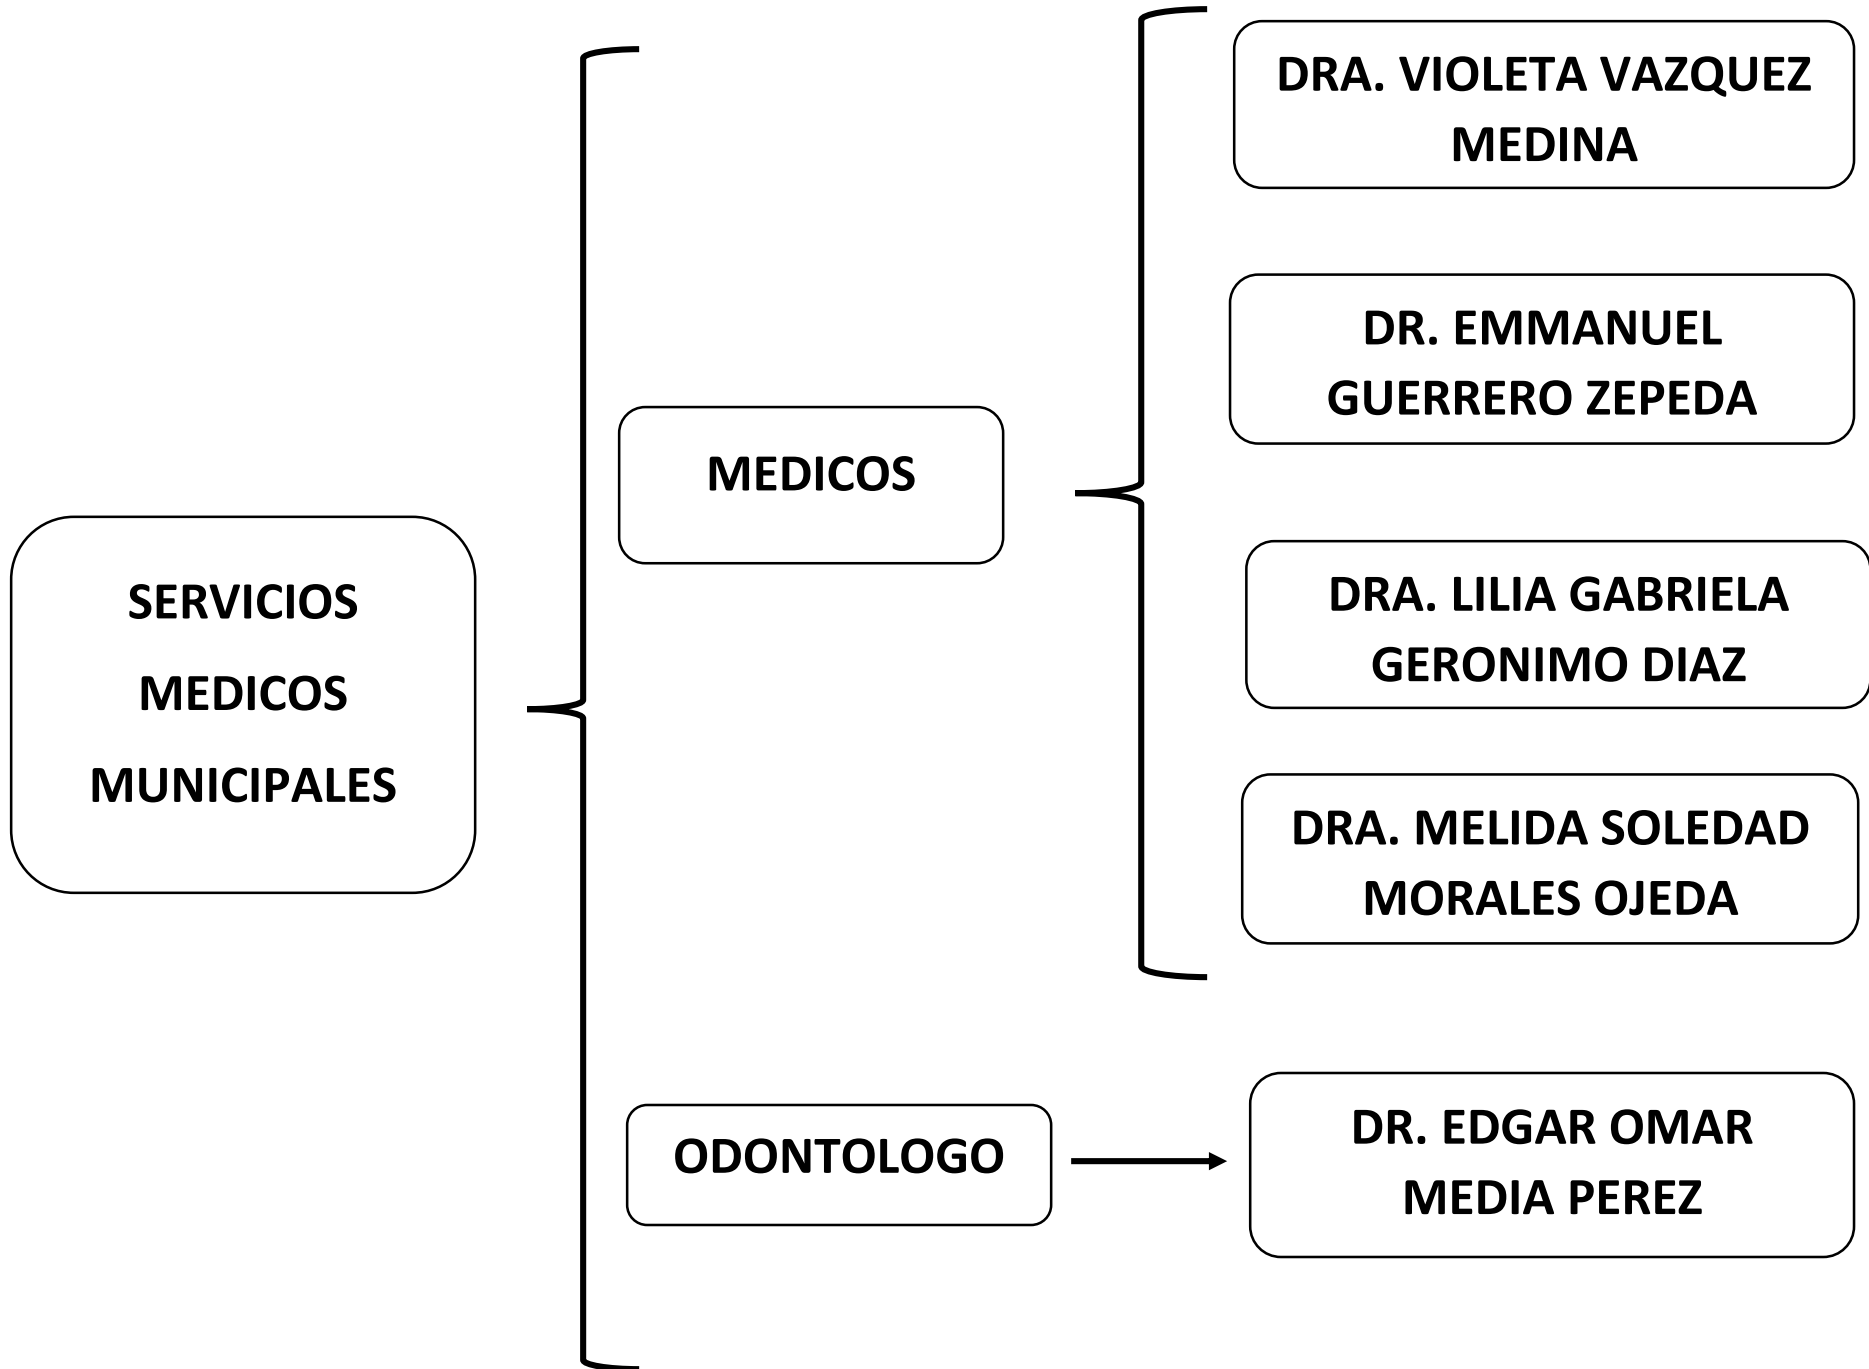 SERVICIOS
MEDICOS
MUNICIPALES
MEDICOS
DRA. VIOLETA VAZQUEZ
MEDINA
DR. EMMANUEL
GUERRERO ZEPEDA
DRA. LILIA GABRIELA
GERONIMO DIAZ
DRA. MELIDA SOLEDAD
MORALES OJEDA
ODONTOLOGO
DR. EDGAR OMAR
MEDIA PEREZ